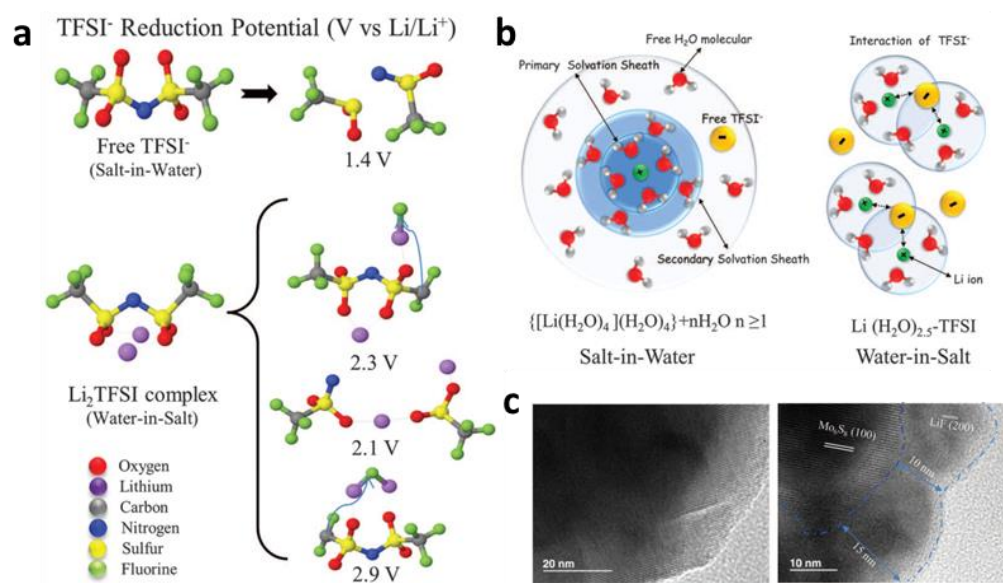 a
TFSI⁻ Reduction Potential (V vs Li/Li⁺)
Free TFSI⁻
(Salt-in-Water)
1.4 V
2.3 V
Li₂TFSI complex
(Water-in-Salt)
2.1 V
2.9 V
Oxygen
Lithium
Carbon
Nitrogen
Sulfur
Fluorine
b
Free H₂O molecular
Primary Solvation Sheath
Free TFSI⁻
Secondary Solvation Sheath
{[Li(H₂O)₄](H₂O)₄}+nH₂O n ≥1
Salt-in-Water
Interaction of TFSI⁻
Li ion
Li (H₂O)₂.₅-TFSI
Water-in-Salt
c
20 nm
Mo₆S₈ (100)
LiF (200)
10 nm
15 nm
10 nm